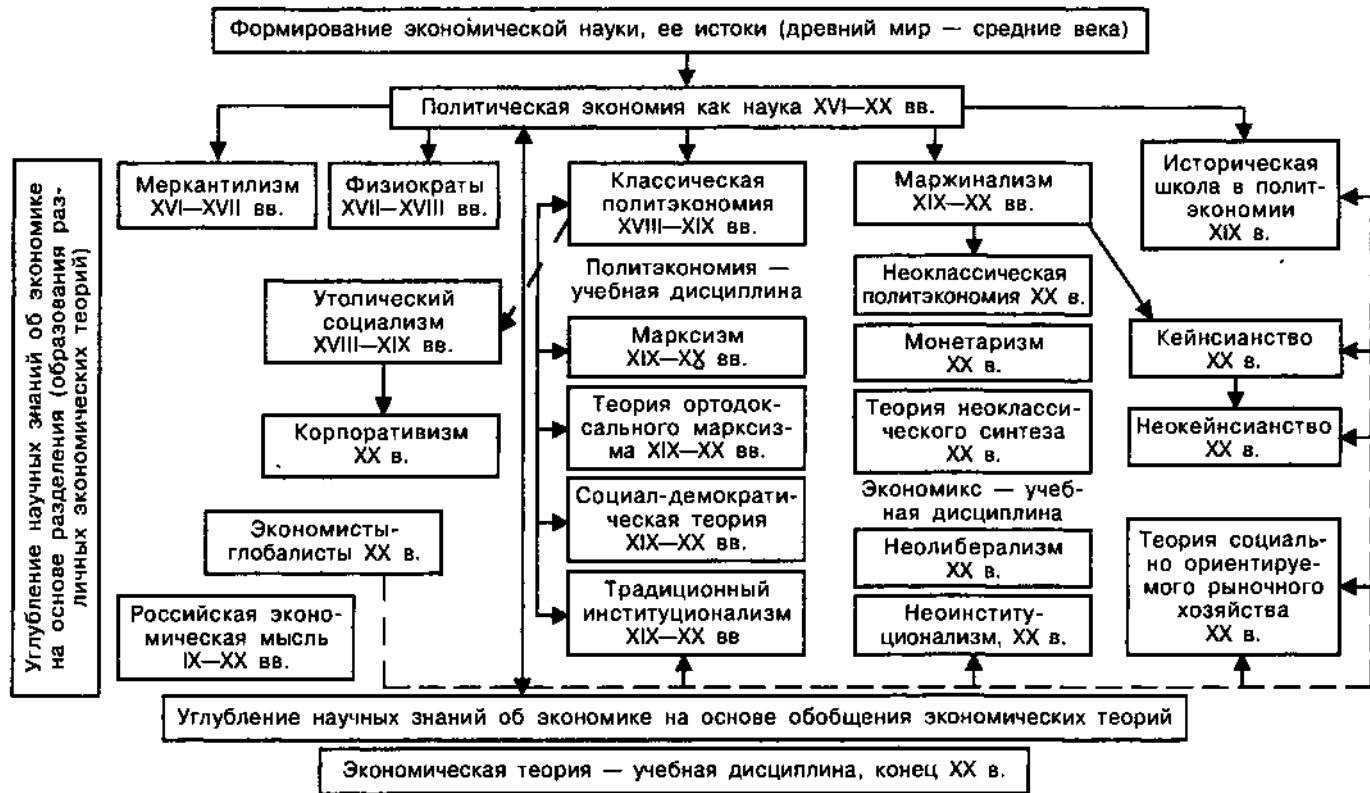 Формирование экономической науки, ее истоки (древний мир — средние века)
Политическая экономия как наука XVI—XX вв.
Углубление научных знаний об экономике
на основе разделения (образования раз-
личных экономических теорий)
Меркантилизм
XVI—XVII вв.
Физиократы
XVII—XVIII вв.
Классическая
политэкономия
XVIII—XIX вв.
Маржинализм
XIX—XX вв.
Историческая
школа в полит-
экономии
XIX в.
Утопический
социализм
XVIII—XIX вв.
Политэкономия —
учебная дисциплина
Неоклассическая
политэкономия XX в.
Марксизм
XIX—XX вв.
Монетаризм
XX в.
Кейнсианство
XX в.
Корпоративизм
XX в.
Теория ортодок-
сального марксиз-
ма XIX—XX вв.
Теория неокласси-
ческого синтеза
XX в.
Неокейнсианство
XX в.
Экономисты-
глобалисты XX в.
Социал-демократи-
ческая теория
XIX—XX вв.
Экономикс — учеб-
ная дисциплина
Неолиберализм
XX в.
Теория социаль-
но ориентируе-
мого рыночного
хозяйства
XX в.
Российская эконо-
мическая мысль
IX—XX вв.
Традиционный
институционализм
XIX—XX вв
Неоинститу-
ционализм, XX в.
Углубление научных знаний об экономике на основе обобщения экономических теорий
Экономическая теория — учебная дисциплина, конец XX в.